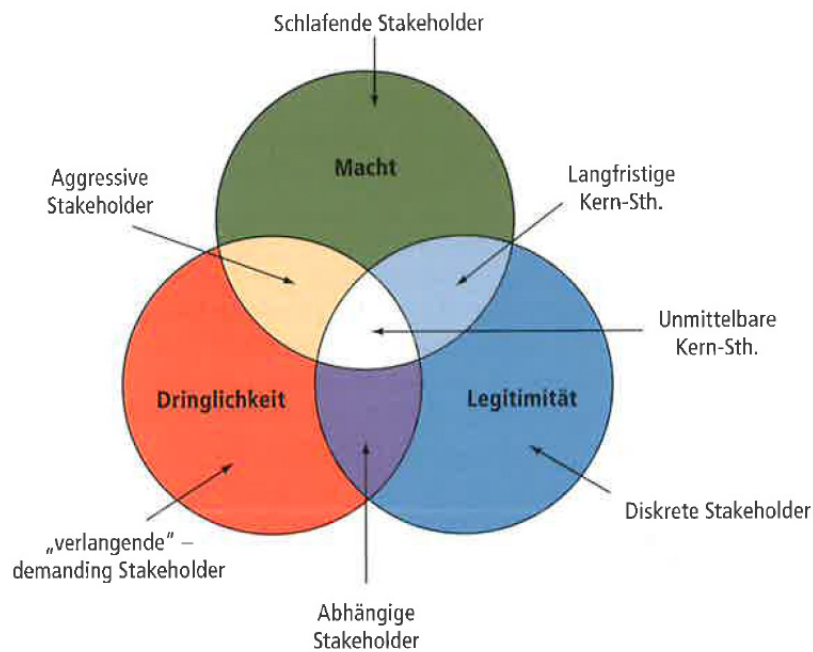 Schlafende Stakeholder
Macht
Aggressive
Stakeholder
Langfristige
Kern-Sth.
Unmittelbare
Kern-Sth.
Dringlichkeit
Legitimität
Diskrete Stakeholder
„verlangende” –
demanding Stakeholder
Abhängige
Stakeholder